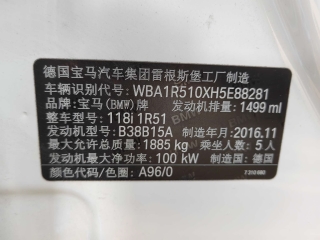 德国宝马汽车集团雷根斯堡工厂制造
车辆识别代号: WBA1R510XH5E88281
品牌:宝马(BMW)牌 发动机排量: 1499 ml
整车型号: 118i 1R51
发动机型号: B38B15A 制造年月: 2016.11
最大允许总质量: 1885 kg 乘坐人数: 5 人
发动机最大净功率: 100 kW 制造国: 德国
颜色代码/色号: A96/0